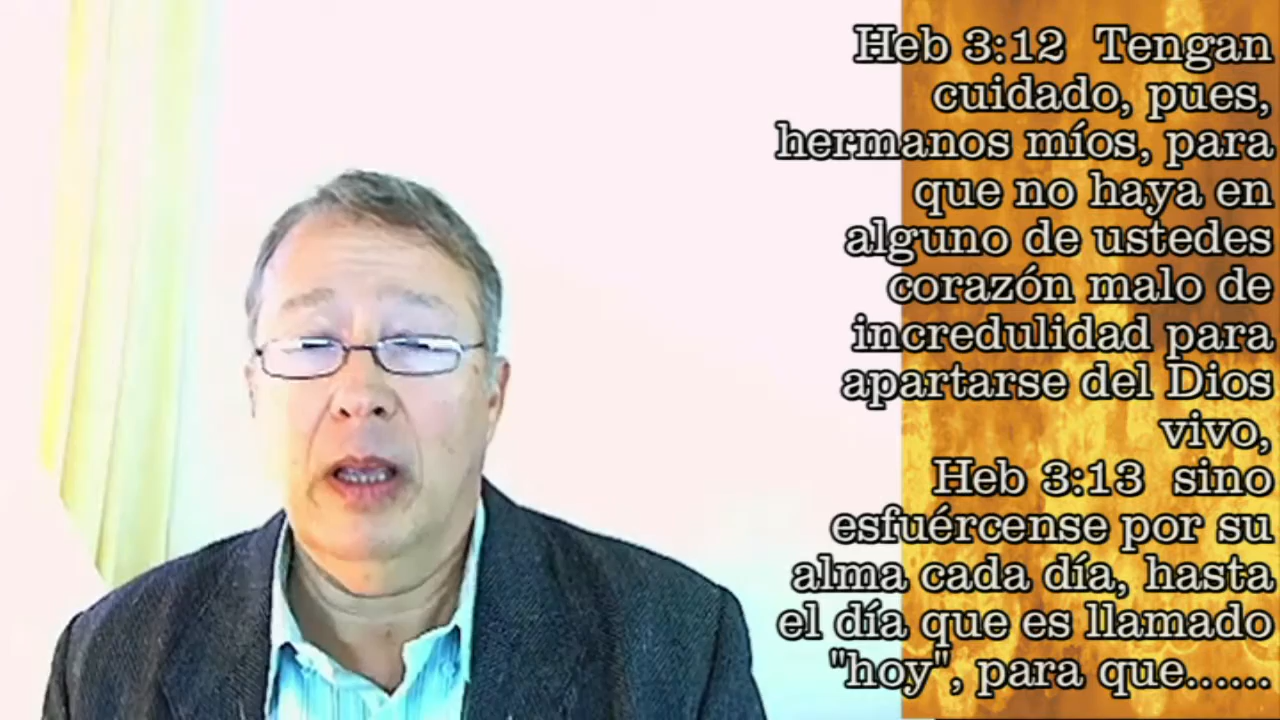 Heb 3:12  Tengan
cuidado, pues,
hermanos míos, para
que no haya en
alguno de ustedes
corazón malo de
incredulidad para
apartarse del Dios
vivo,
Heb 3:13  sino
esfuércense por su
alma cada día, hasta
el día que es llamado
"hoy", para que......